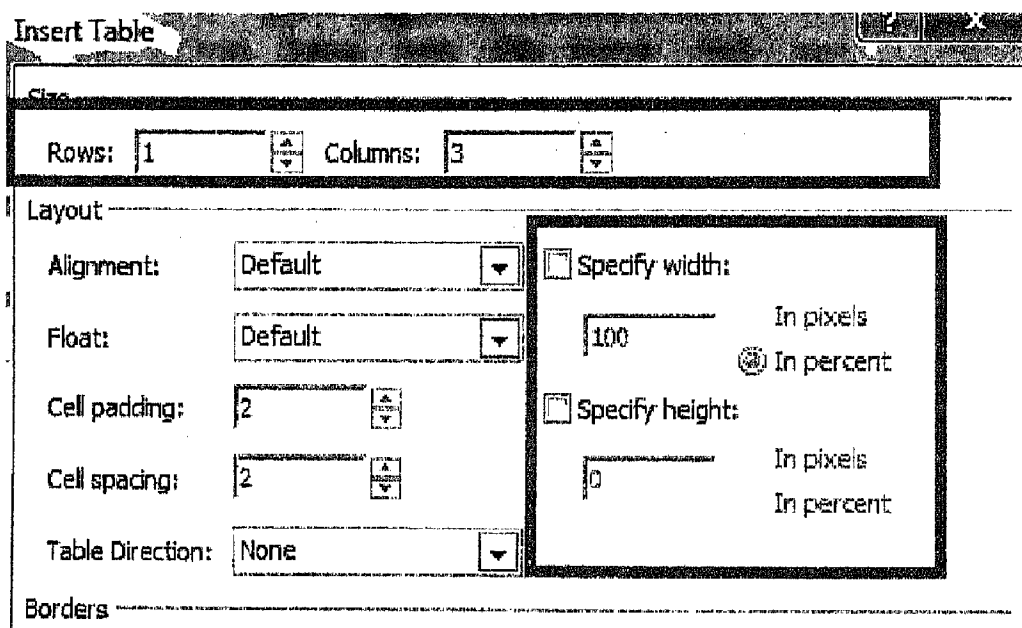 Insert Table ? X
Size
Rows: 1 Columns: 3
Layout
Alignment: Default
Float: Default
Cell padding: 2
Cell spacing: 2
Table Direction: None
Specify width:
100 In pixels
In percent
Specify height:
0 In pixels
In percent
Borders